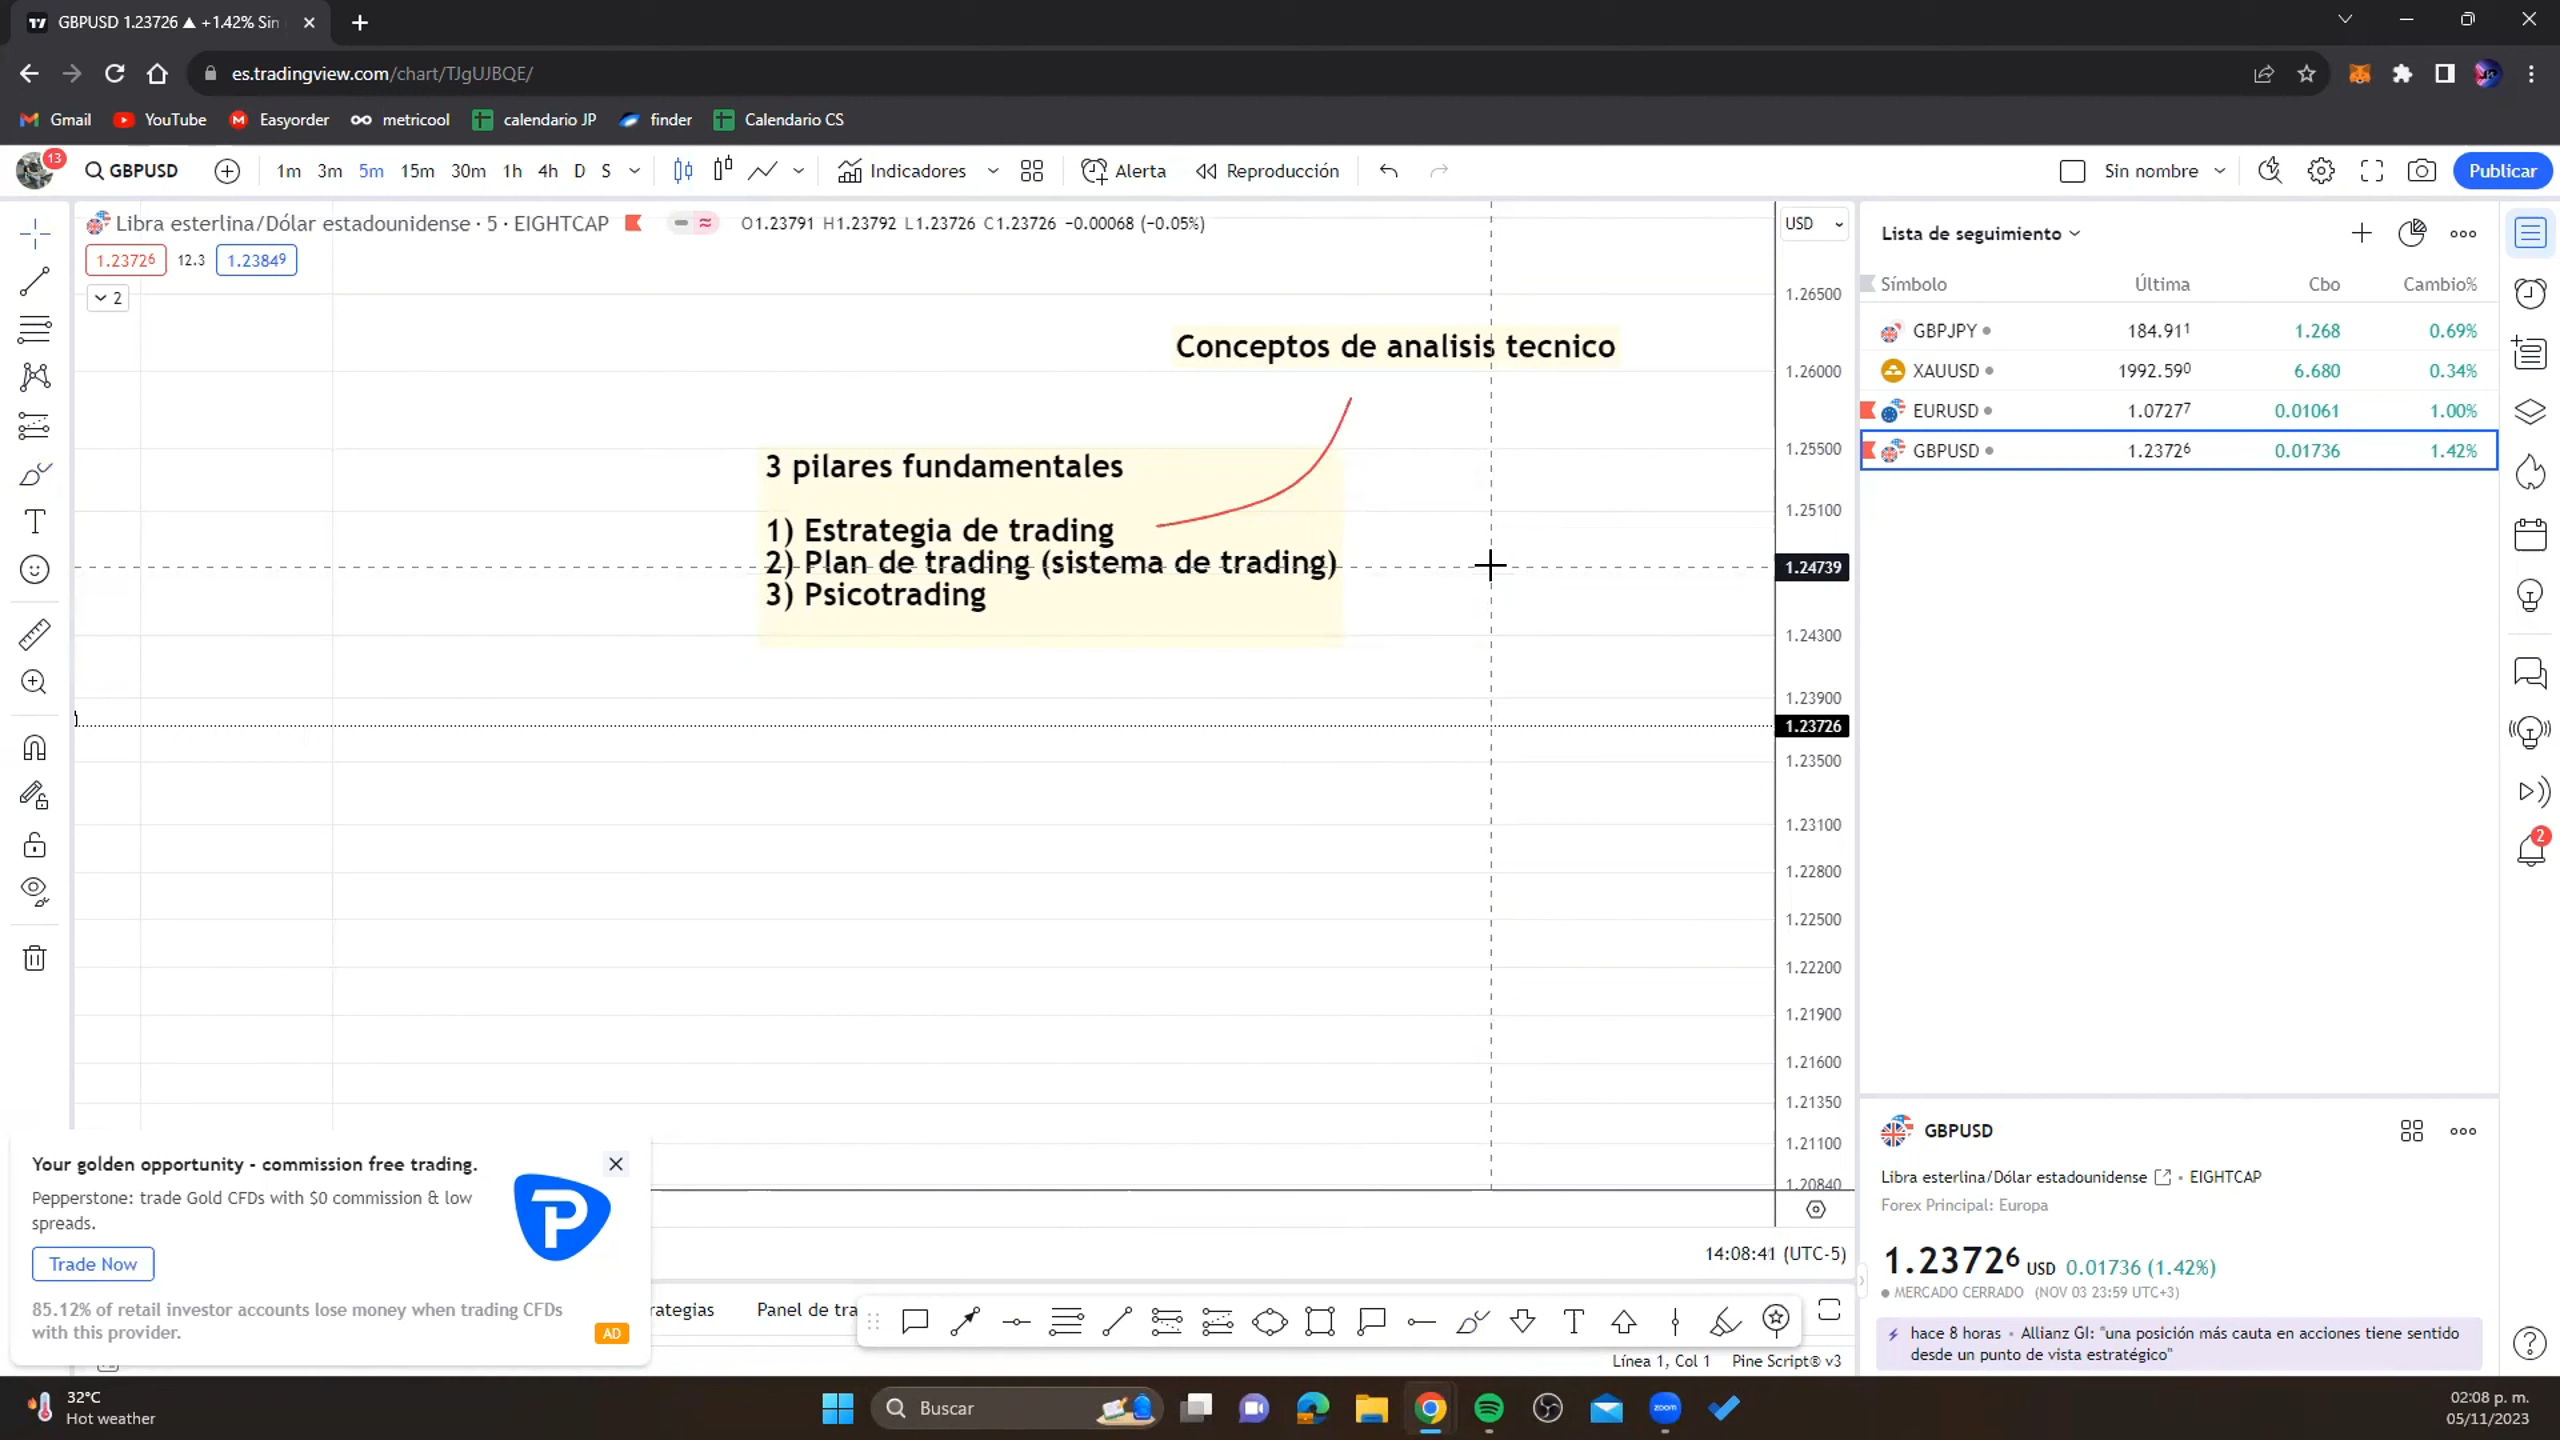 GBPUSD 1.23726 ▲ +1.42% Sin
es.tradingview.com/chart/TJgUJBQE/
Gmail YouTube Easyorder metricool calendario JP finder Calendario CS
13
GBPUSD 1m 3m 5m 15m 30m 1h 4h D S Indicadores Alerta Reproducción Sin nombre Publicar
Libra esterlina/Dólar estadounidense · 5 · EIGHTCAP O1.23791 H1.23792 L1.23726 C1.23726 −0.00068 (−0.05%)
1.23726 12.3 1.23849
2
USD
1.26500
1.26000
1.25500
1.25100
1.24739
1.24300
1.23900
1.23726
1.23500
1.23100
1.22800
1.22500
1.22200
1.21900
1.21600
1.21350
1.21100
1.20840
Conceptos de analisis tecnico
3 pilares fundamentales
1) Estrategia de trading
2) Plan de trading (sistema de trading)
3) Psicotrading
Lista de seguimiento
Símbolo Última Cbo Cambio%
GBPJPY 184.911 1.268 0.69%
XAUUSD 1992.590 6.680 0.34%
EURUSD 1.07277 0.01061 1.00%
GBPUSD 1.23726 0.01736 1.42%
2
GBPUSD
Libra esterlina/Dólar estadounidense • EIGHTCAP
Forex Principal: Europa
1.23726 USD 0.01736 (1.42%)
MERCADO CERRADO (NOV 03 23:59 UTC+3)
hace 8 horas • Allianz GI: "una posición más cauta en acciones tiene sentido
desde un punto de vista estratégico"
Your golden opportunity - commission free trading.
Pepperstone: trade Gold CFDs with $0 commission & low
spreads.
Trade Now
85.12% of retail investor accounts lose money when trading CFDs
with this provider.
AD
14:08:41 (UTC-5)
rategias Panel de tra
Línea 1, Col 1 Pine Script® v3
32°C
Hot weather
Buscar
zoom
02:08 p. m.
05/11/2023